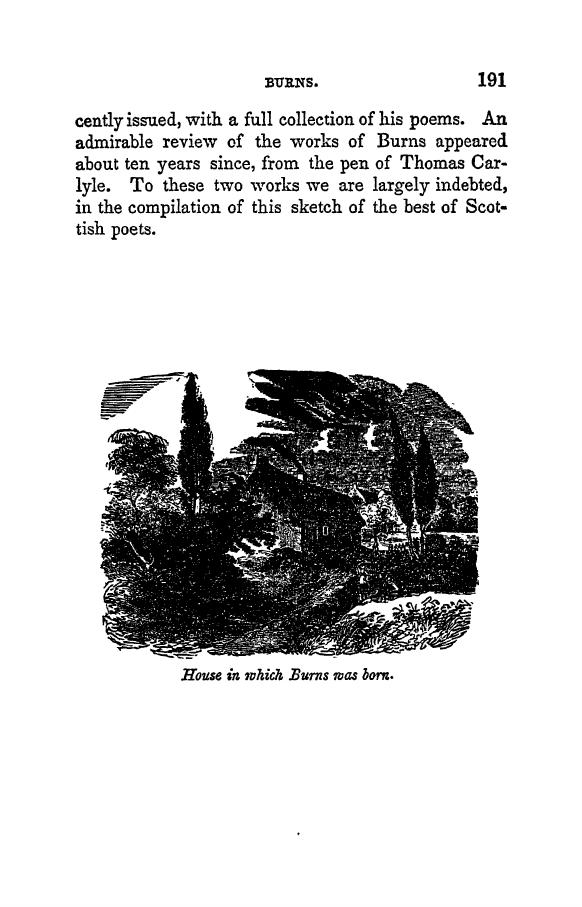 BURNS. 191
cently issued, with a full collection of his poems. An
admirable review of the works of Burns appeared
about ten years since, from the pen of Thomas Car-
lyle. To these two works we are largely indebted,
in the compilation of this sketch of the best of Scot-
tish poets.
House in which Burns was born.